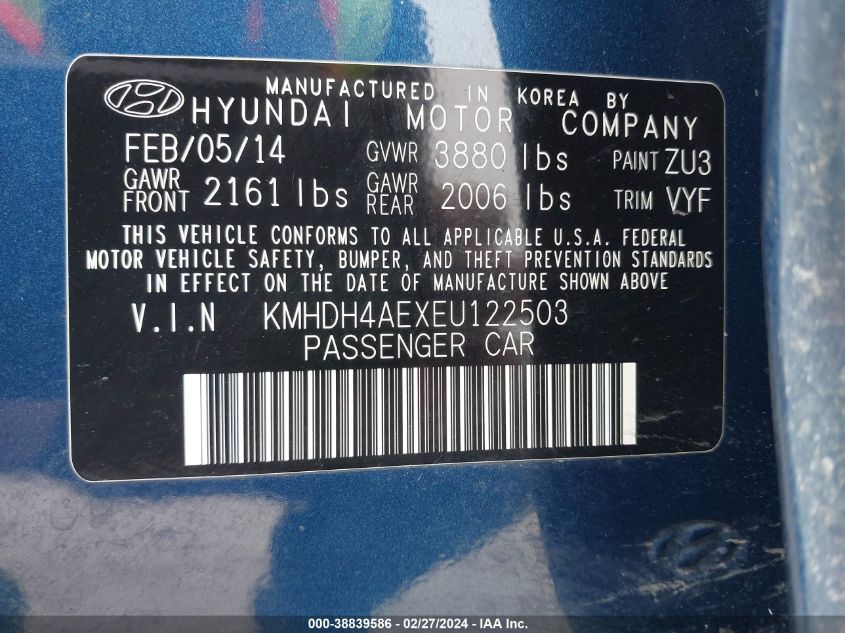 MANUFACTURED IN KOREA BY
HYUNDAI MOTOR COMPANY
FEB/05/14 GVWR 3880 lbs PAINT ZU3
GAWR FRONT 2161 lbs GAWR REAR 2006 lbs TRIM VYF
THIS VEHICLE CONFORMS TO ALL APPLICABLE U.S.A. FEDERAL
MOTOR VEHICLE SAFETY, BUMPER, AND THEFT PREVENTION STANDARDS
IN EFFECT ON THE DATE OF MANUFACTURE SHOWN ABOVE
V.I.N KMHDH4AEXEU122503
PASSENGER CAR
000-38839586 - 02/27/2024 - IAA Inc.